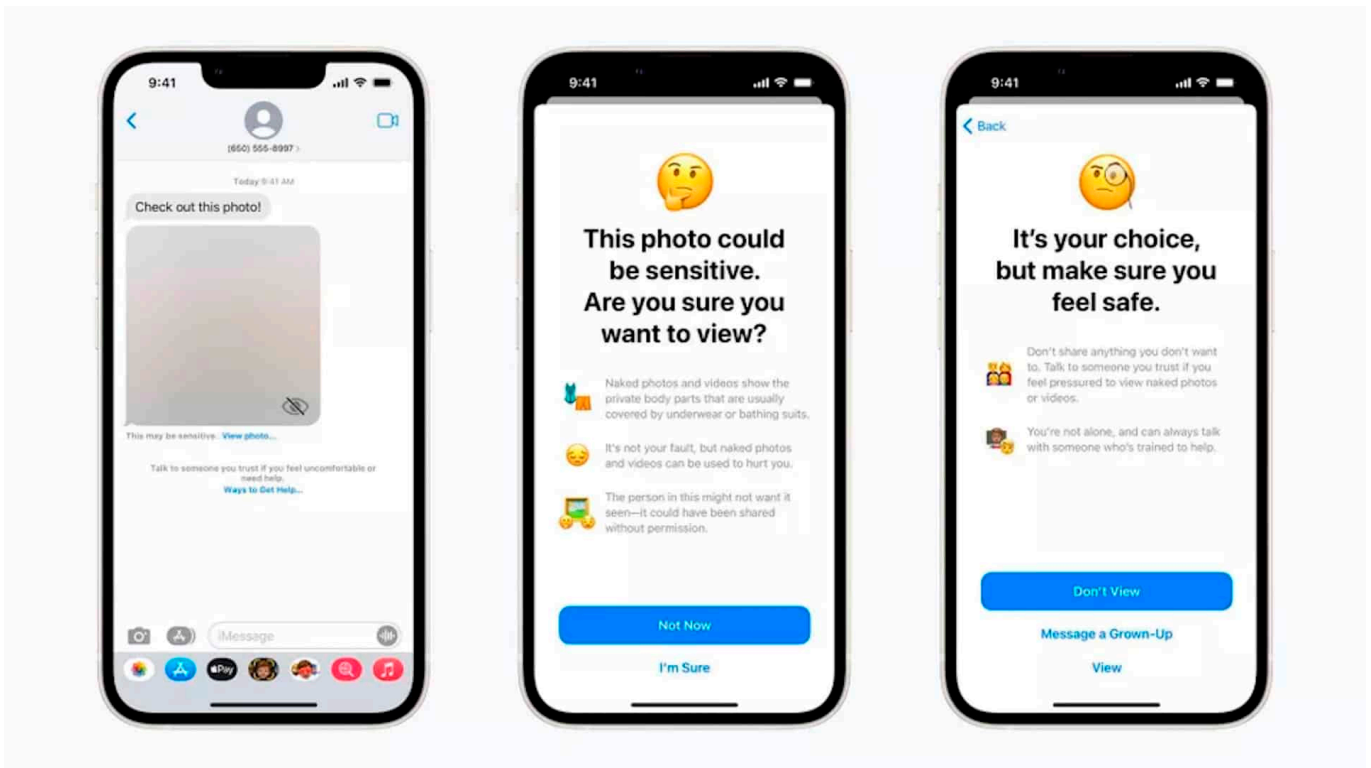 9:41
(650) 555-8997 >
Today 9:41 AM
Check out this photo!
This may be sensitive. View photo...
Talk to someone you trust if you feel uncomfortable or
need help.
Ways to Get Help...
iMessage
Pay
9:41
This photo could
be sensitive.
Are you sure you
want to view?
Naked photos and videos show the
private body parts that are usually
covered by underwear or bathing suits.
It's not your fault, but naked photos
and videos can be used to hurt you.
The person in this might not want it
seen—it could have been shared
without permission.
Not Now
I'm Sure
9:41
Back
It's your choice,
but make sure you
feel safe.
Don't share anything you don't want
to. Talk to someone you trust if you
feel pressured to view naked photos
or videos.
You're not alone, and can always talk
with someone who's trained to help.
Don't View
Message a Grown-Up
View